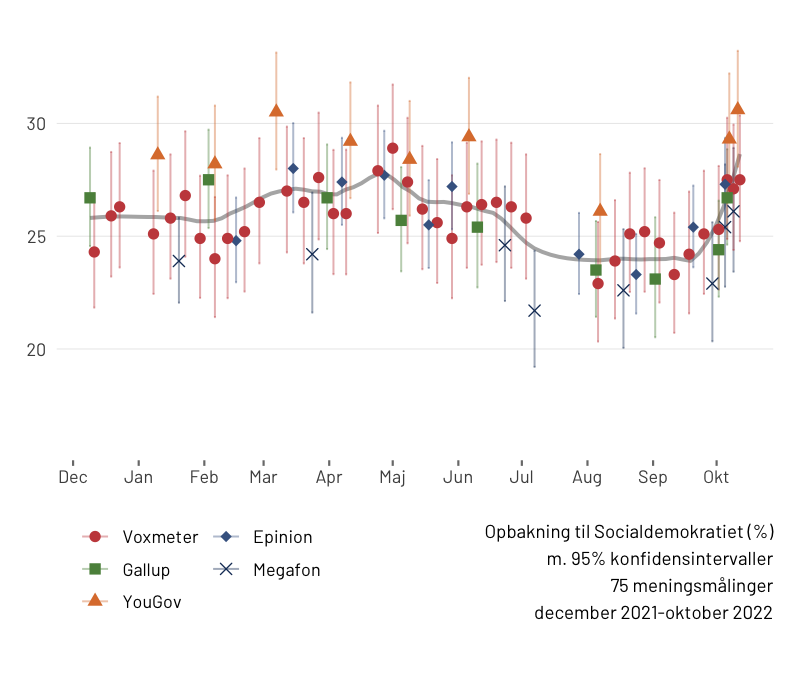 30
25
20
Dec Jan Feb Mar Apr Maj Jun Jul Aug Sep Okt
Voxmeter Epinion
Gallup Megafon
YouGov
Opbakning til Socialdemokratiet (%)
m. 95% konfidensintervaller
75 meningsmålinger
december 2021-oktober 2022